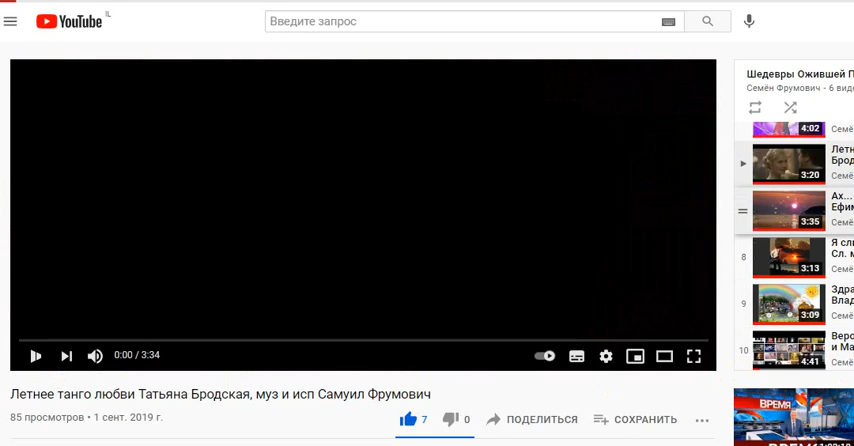 YouTube IL
Введите запрос
0:00 / 3:34
Летнее танго любви Татьяна Бродская, муз и исп Самуил Фрумович
85 просмотров • 1 сент. 2019 г.
7
0
ПОДЕЛИТЬСЯ
СОХРАНИТЬ
Шедевры Ожившей П
Семён Фрумович - 6 вид
4:02
Семё
Летн
Брод
3:20
Семё
Ах...
Ефим
3:35
Семё
8
Я сл
Сл. м
3:13
Семё
9
Здра
Влад
3:09
Семё
10
Веро
и Ма
4:41
Семё
ВРЕМЯ